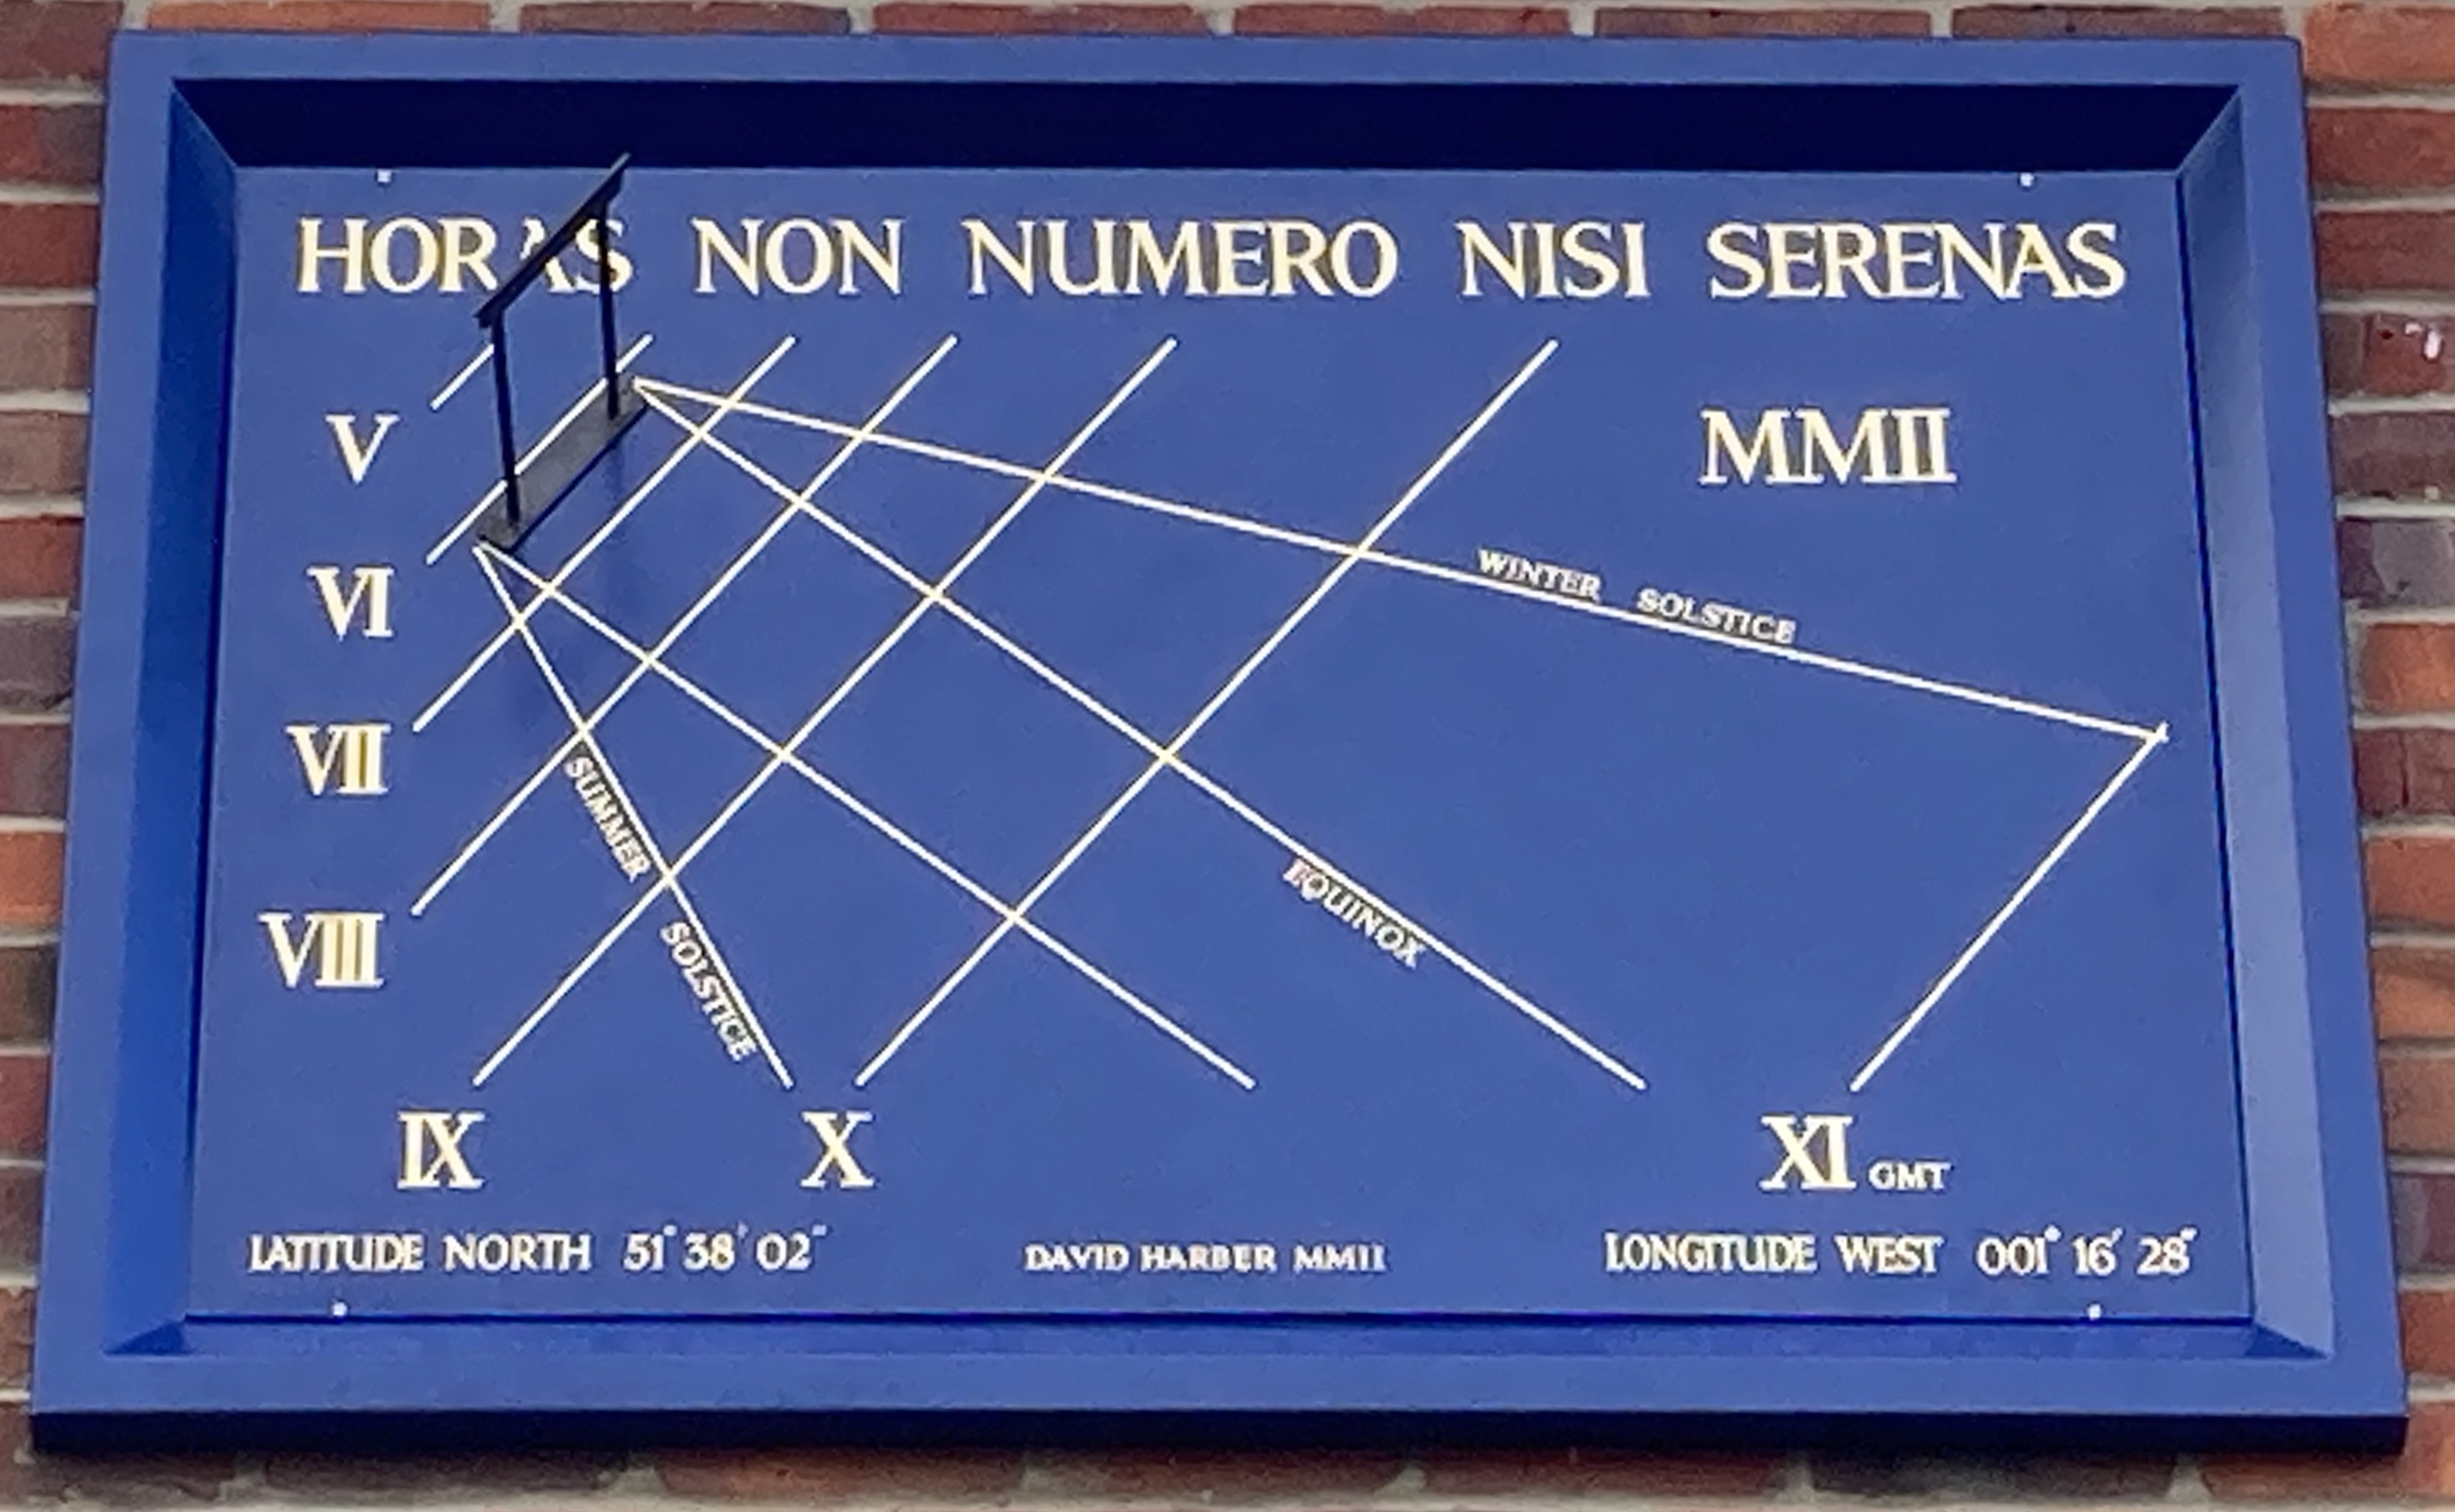 HORAS NON NUMERO NISI SERENAS
V
MMII
VI
WINTER SOLSTICE
VII
SUMMER SOLSTICE
EQUINOX
VIII
IX X XI GMT
LATITUDE NORTH 51° 38' 02" DAVID HARBER MMII LONGITUDE WEST 001° 16' 28"